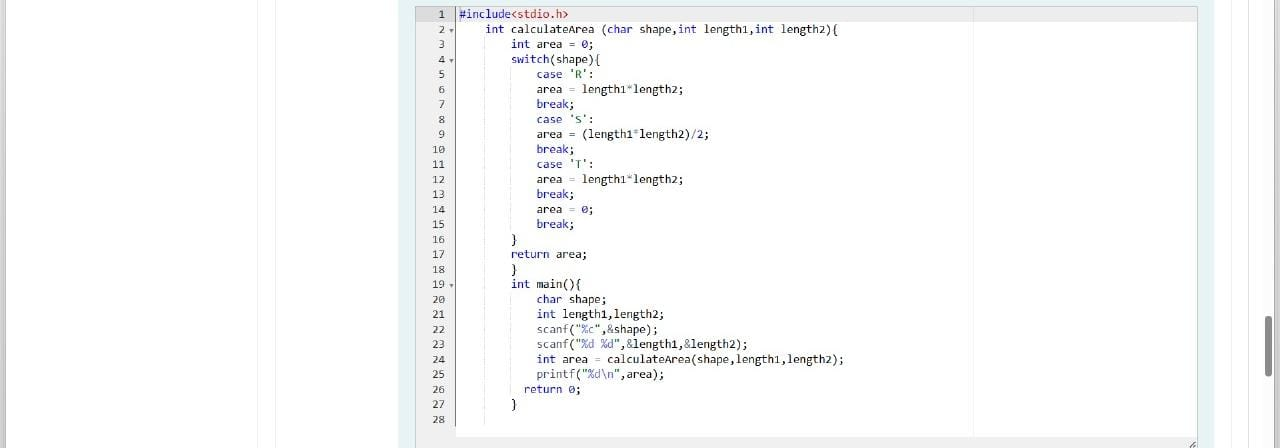 1 #include<stdio.h>
2 int calculateArea (char shape,int length1,int length2){
3 int area = 0;
4 switch(shape){
5 case 'R':
6 area = length1*length2;
7 break;
8 case 'S':
9 area = (length1*length2)/2;
10 break;
11 case 'T':
12 area = length1*length2;
13 break;
14 area = 0;
15 break;
16 }
17 return area;
18 }
19 int main(){
20 char shape;
21 int length1,length2;
22 scanf("%c",&shape);
23 scanf("%d %d",&length1,&length2);
24 int area = calculateArea(shape,length1,length2);
25 printf("%d\n",area);
26 return 0;
27 }
28